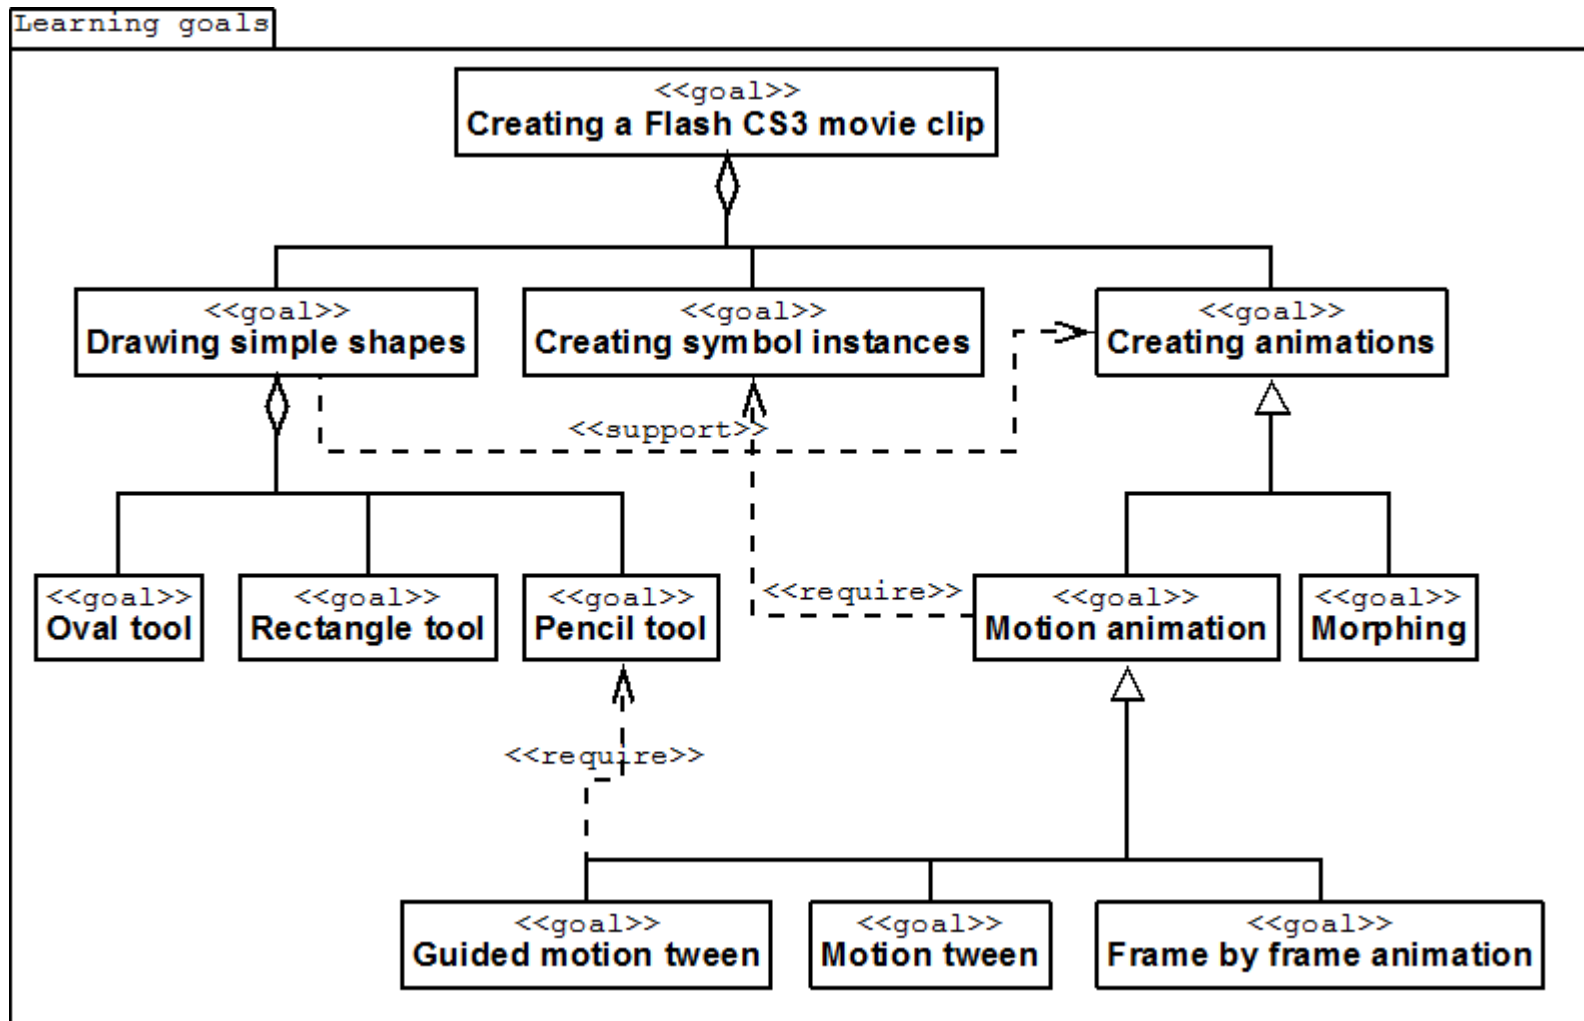 Learning goals
<<goal>>
Creating a Flash CS3 movie clip
<<goal>>
Drawing simple shapes
<<goal>>
Creating symbol instances
<<goal>>
Creating animations
<<support>>
<<goal>>
Oval tool
<<goal>>
Rectangle tool
<<goal>>
Pencil tool
<<require>>
<<goal>>
Motion animation
<<goal>>
Morphing
<<require>>
<<goal>>
Guided motion tween
<<goal>>
Motion tween
<<goal>>
Frame by frame animation